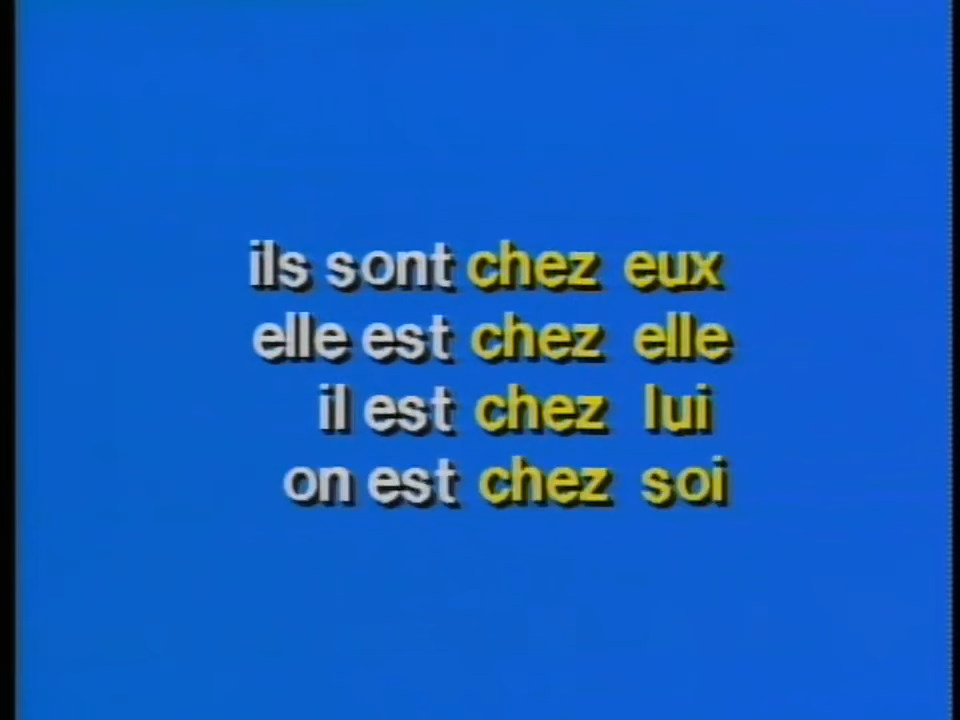 ils sont chez eux
elle est chez elle
il est chez lui
on est chez soi